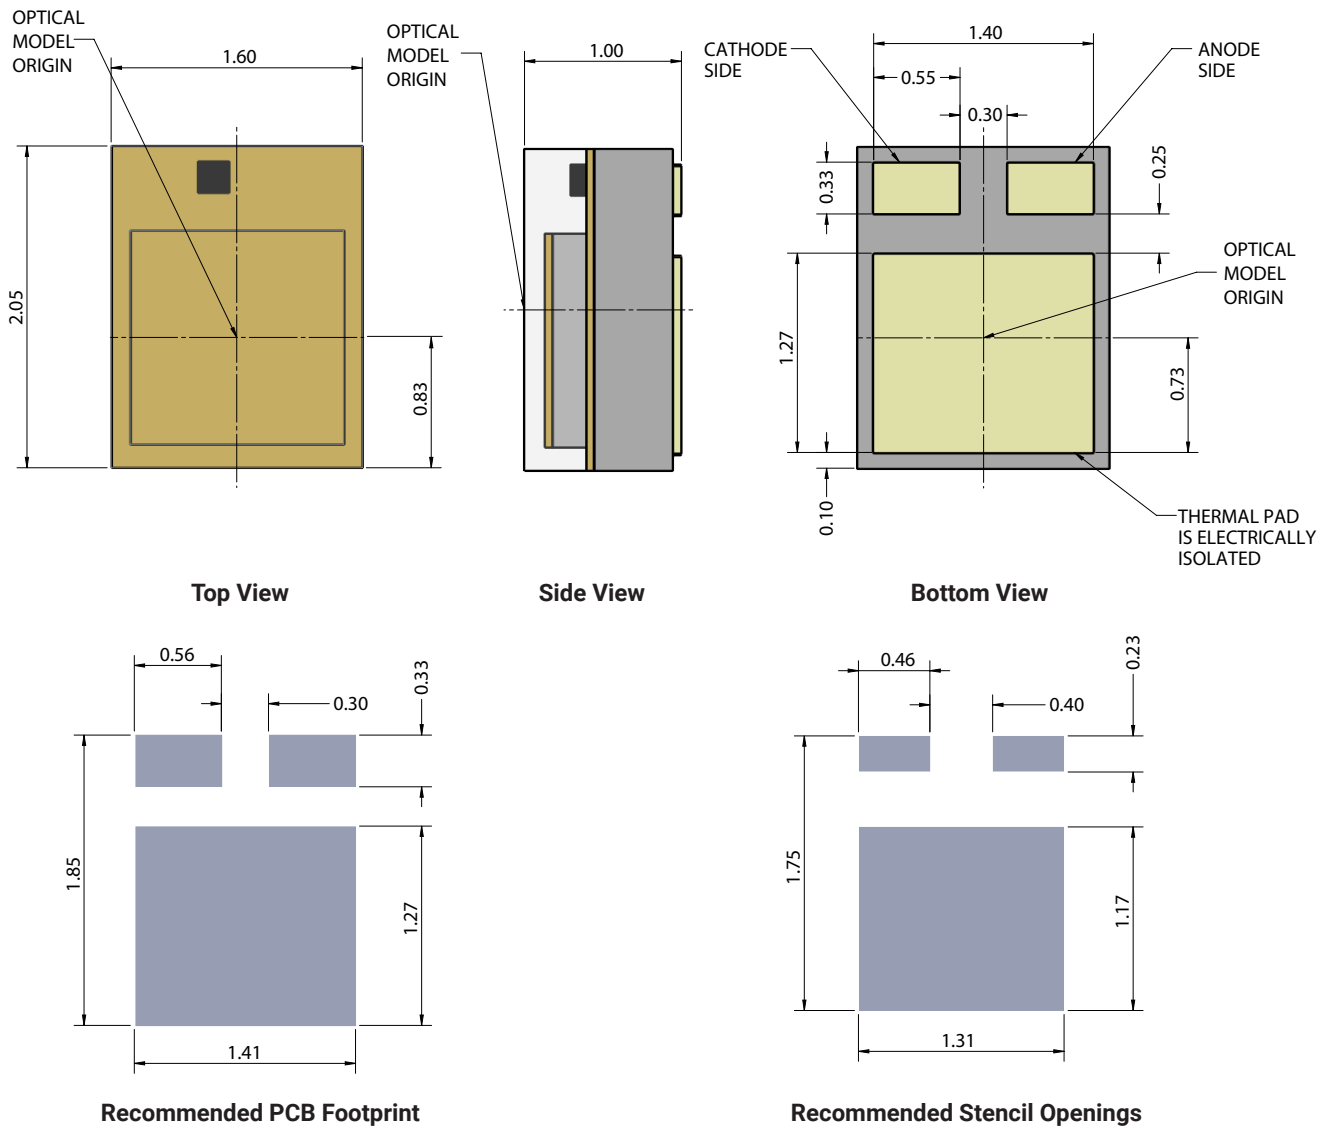 OPTICAL
MODEL
ORIGIN
1.60
2.05
0.83
Top View
OPTICAL
MODEL
ORIGIN
1.00
Side View
CATHODE
SIDE
1.40
ANODE
SIDE
0.55
0.30
0.33
0.25
OPTICAL
MODEL
ORIGIN
1.27
0.73
0.10
THERMAL PAD
IS ELECTRICALLY
ISOLATED
Bottom View
0.56
0.33
0.30
1.85
1.27
1.41
Recommended PCB Footprint
0.46
0.23
0.40
1.75
1.17
1.31
Recommended Stencil Openings